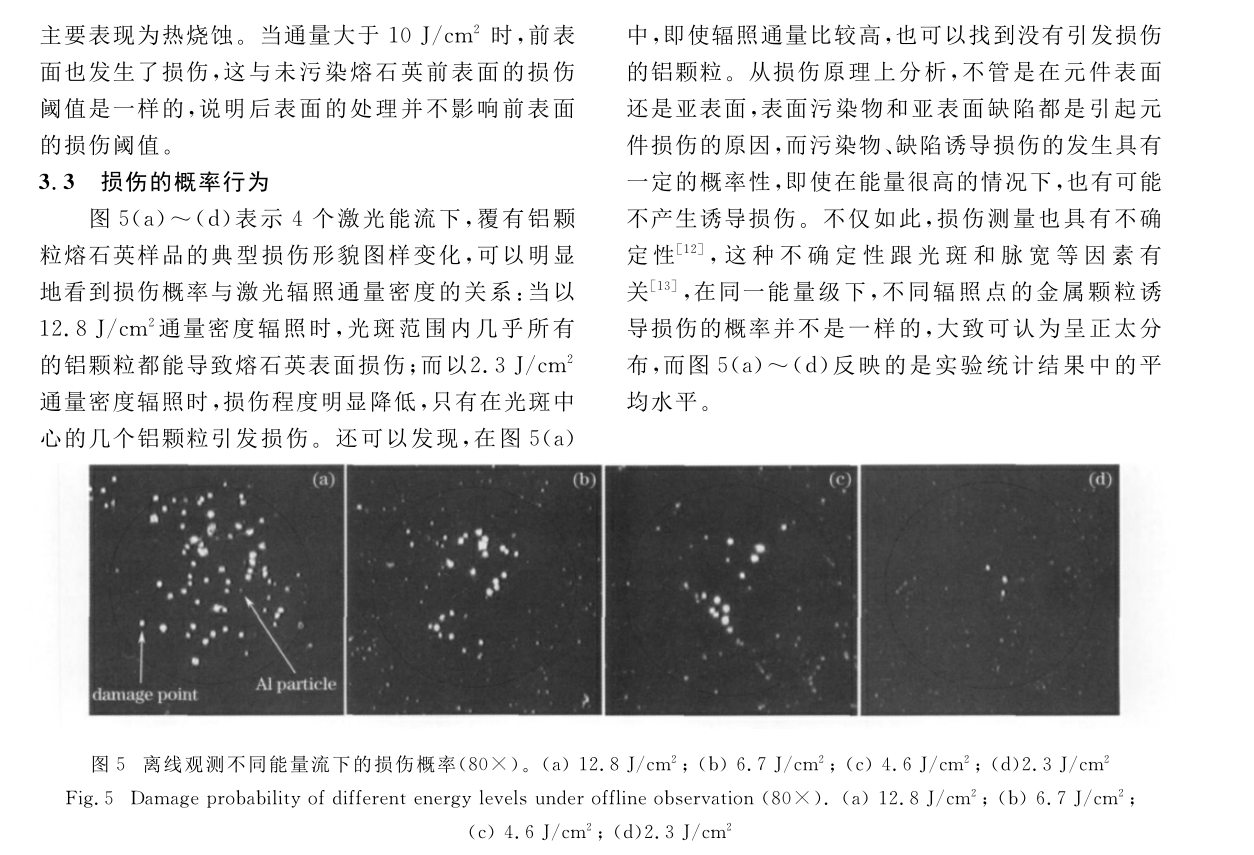 主要表现为热烧蚀。当通量大于 10 J/cm² 时,前表
面也发生了损伤,这与未污染熔石英前表面的损伤
阈值是一样的,说明后表面的处理并不影响前表面
的损伤阈值。
3.3 损伤的概率行为
图 5(a)～(d)表示 4 个激光能流下,覆有铝颗
粒熔石英样品的典型损伤形貌图样变化,可以明显
地看到损伤概率与激光辐照通量密度的关系:当以
12.8 J/cm²通量密度辐照时,光斑范围内几乎所有
的铝颗粒都能导致熔石英表面损伤;而以2.3 J/cm²
通量密度辐照时,损伤程度明显降低,只有在光斑中
心的几个铝颗粒引发损伤。还可以发现,在图 5(a)
中,即使辐照通量比较高,也可以找到没有引发损伤
的铝颗粒。从损伤原理上分析,不管是在元件表面
还是亚表面,表面污染物和亚表面缺陷都是引起元
件损伤的原因,而污染物、缺陷诱导损伤的发生具有
一定的概率性,即使在能量很高的情况下,也有可能
不产生诱导损伤。不仅如此,损伤测量也具有不确
定性[12],这种不确定性跟光斑和脉宽等因素有
关[13],在同一能量级下,不同辐照点的金属颗粒诱
导损伤的概率并不是一样的,大致可认为呈正太分
布,而图 5(a)～(d)反映的是实验统计结果中的平
均水平。
(a)
(b)
(c)
(d)
damage point
Al particle
图 5 离线观测不同能量流下的损伤概率(80×)。(a) 12.8 J/cm²; (b) 6.7 J/cm²; (c) 4.6 J/cm²; (d)2.3 J/cm²
Fig.5 Damage probability of different energy levels under offline observation (80×). (a) 12.8 J/cm²; (b) 6.7 J/cm²;
(c) 4.6 J/cm²; (d)2.3 J/cm²